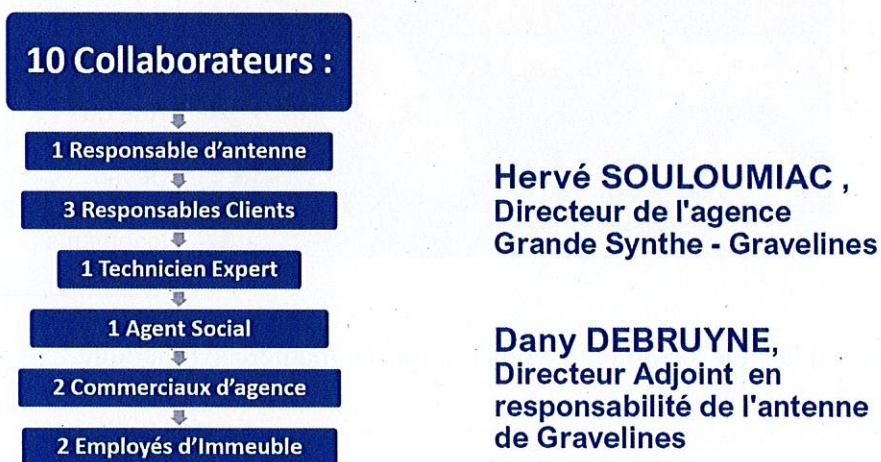 10 Collaborateurs :
1 Responsable d'antenne
3 Responsables Clients
1 Technicien Expert
1 Agent Social
2 Commerciaux d'agence
2 Employés d'Immeuble
Hervé SOULOUMIAC ,
Directeur de l'agence
Grande Synthe - Gravelines
Dany DEBRUYNE,
Directeur Adjoint en
responsabilité de l'antenne
de Gravelines